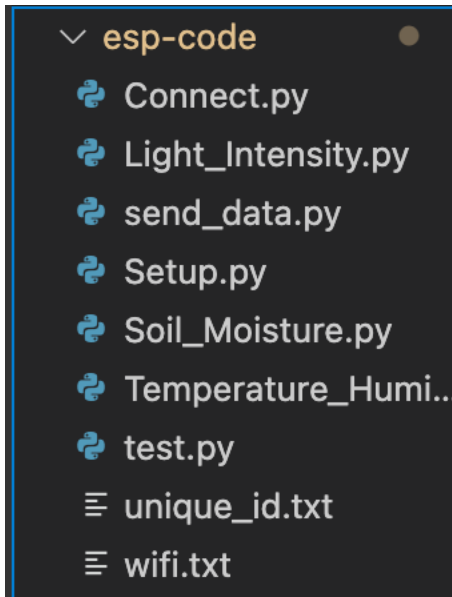 esp-code
Connect.py
Light_Intensity.py
send_data.py
Setup.py
Soil_Moisture.py
Temperature_Humi...
test.py
unique_id.txt
wifi.txt